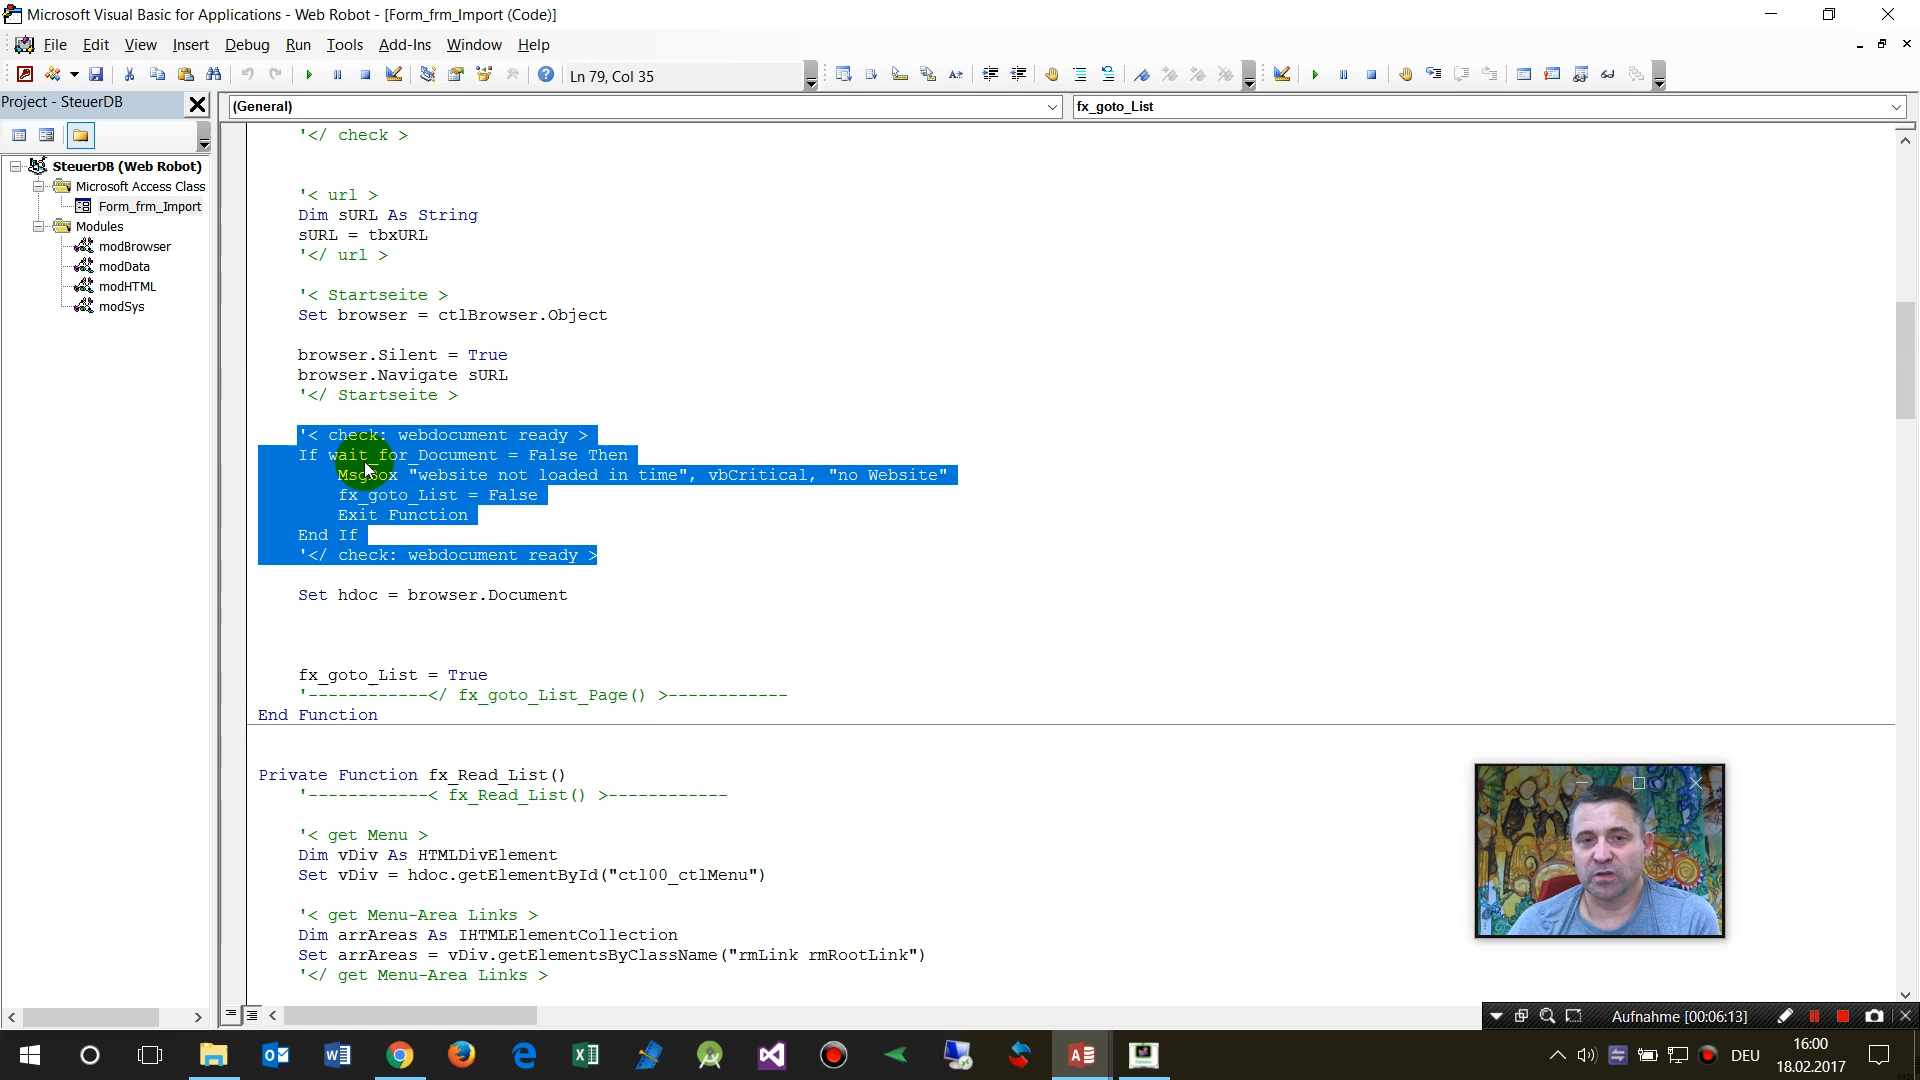 Microsoft Visual Basic for Applications - Web Robot - [Form_frm_Import (Code)]
File Edit View Insert Debug Run Tools Add-Ins Window Help
Ln 79, Col 35
Project - SteuerDB
(General)
fx_goto_List
SteuerDB (Web Robot)
Microsoft Access Class
Form_frm_Import
Modules
modBrowser
modData
modHTML
modSys
'</ check >
'< url >
Dim sURL As String
sURL = tbxURL
'</ url >
'< Startseite >
Set browser = ctlBrowser.Object
browser.Silent = True
browser.Navigate sURL
'</ Startseite >
'< check: webdocument ready >
If wait_for_Document = False Then
MsgBox "website not loaded in time", vbCritical, "no Website"
fx_goto_List = False
Exit Function
End If
'</ check: webdocument ready >
Set hdoc = browser.Document
fx_goto_List = True
'------------</ fx_goto_List_Page() >------------
End Function
Private Function fx_Read_List()
'------------< fx_Read_List() >------------
'< get Menu >
Dim vDiv As HTMLDivElement
Set vDiv = hdoc.getElementById("ctl00_ctlMenu")
'< get Menu-Area Links >
Dim arrAreas As IHTMLElementCollection
Set arrAreas = vDiv.getElementsByClassName("rmLink rmRootLink")
'</ get Menu-Area Links >
Aufnahme [00:06:13]
DEU
16:00
18.02.2017